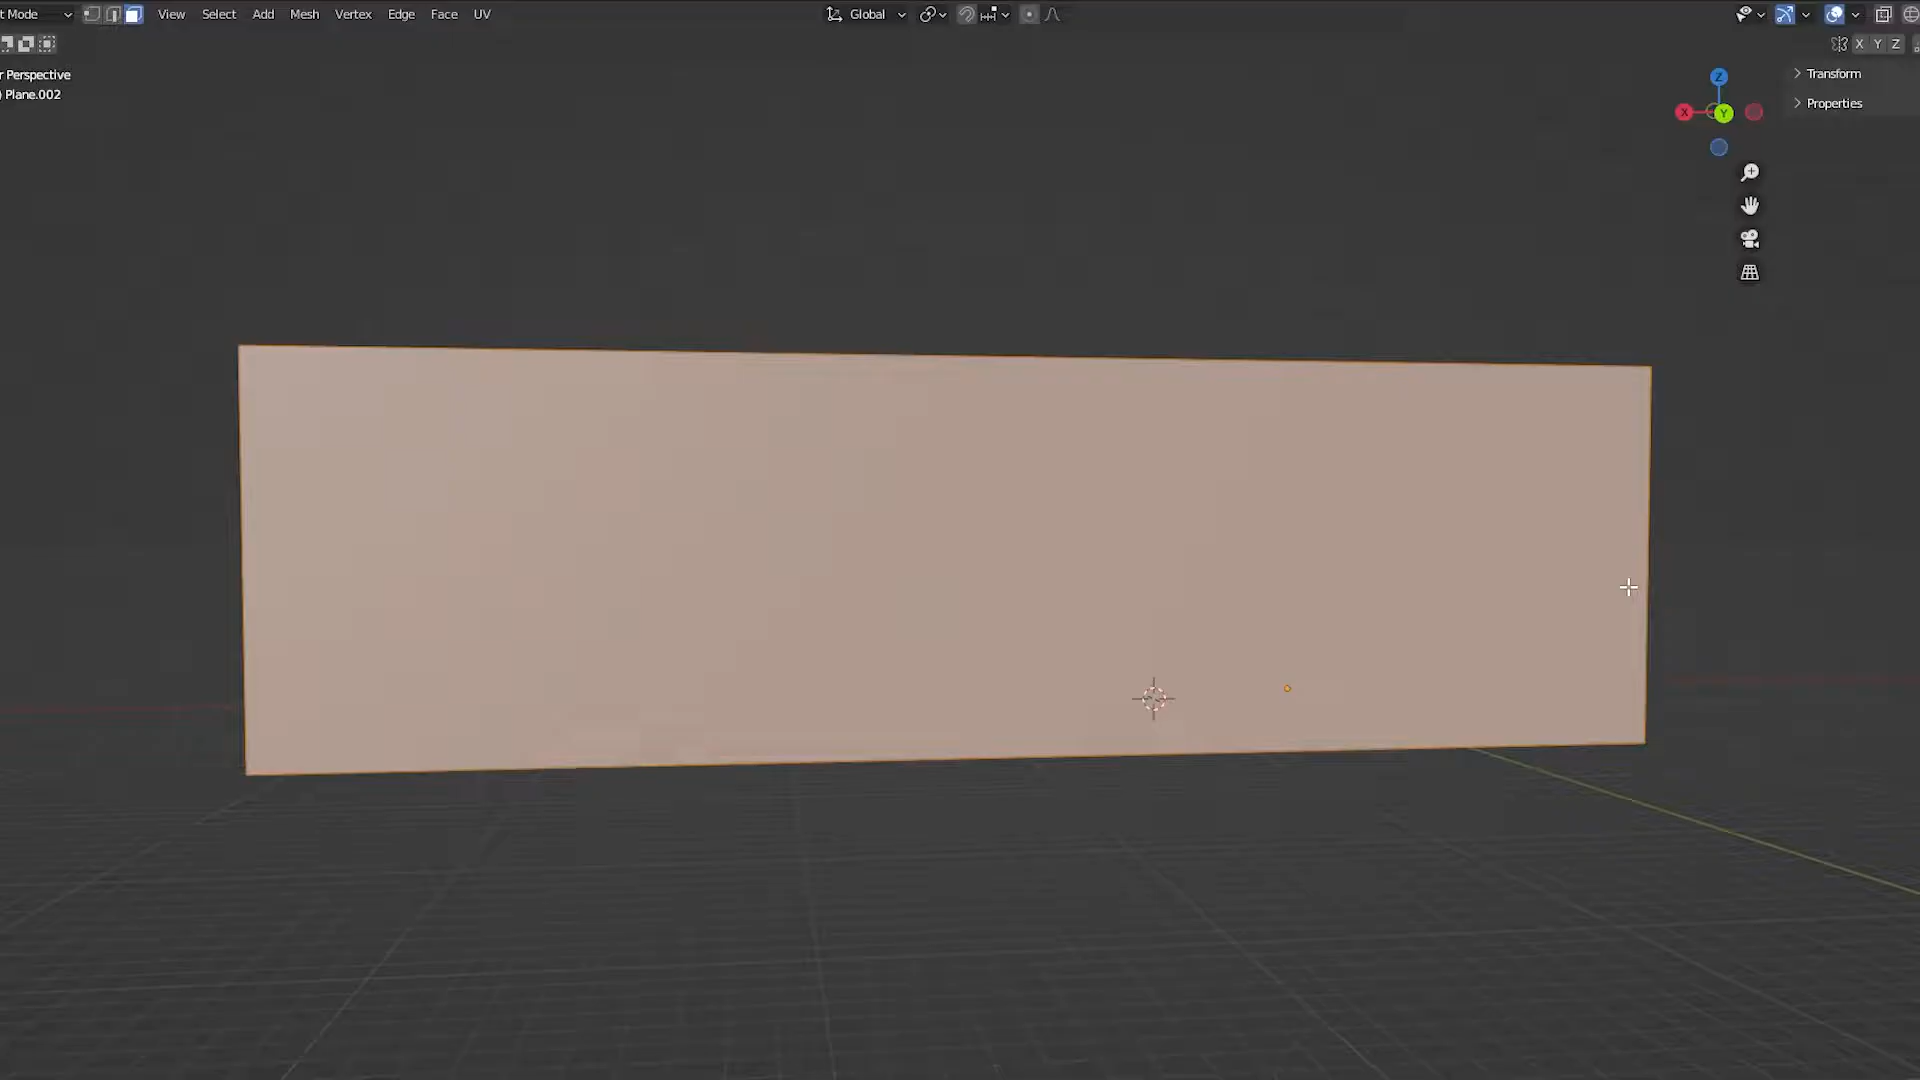 t Mode View Select Add Mesh Vertex Edge Face UV Global
X Y Z
r Perspective
) Plane.002
Transform
Properties
Z
X Y